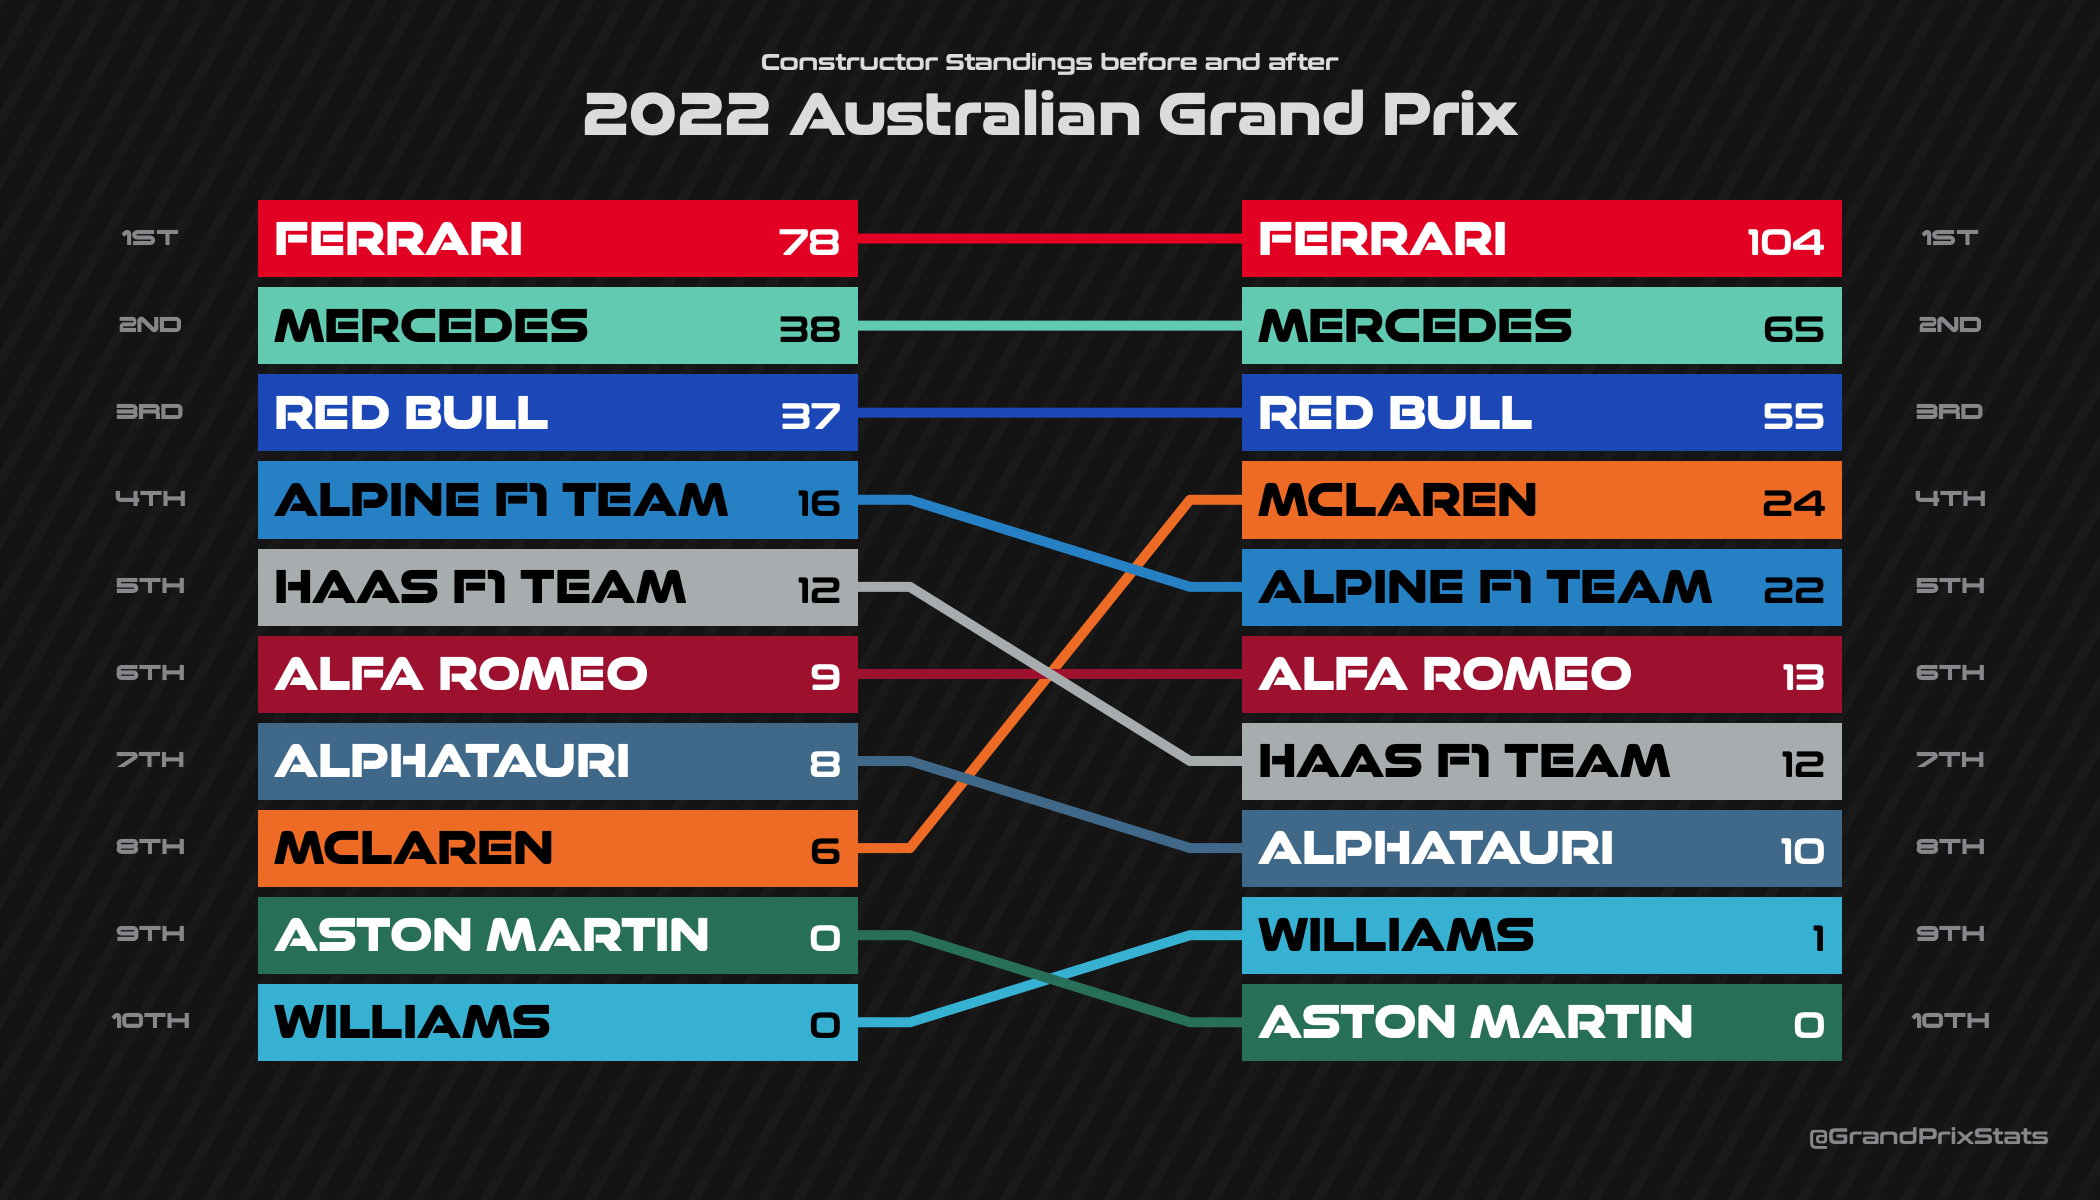 Constructor Standings before and after
2022 Australian Grand Prix
1ST FERRARI 78 FERRARI 104 1ST
2ND MERCEDES 38 MERCEDES 65 2ND
3RD RED BULL 37 RED BULL 55 3RD
4TH ALPINE F1 TEAM 16 MCLAREN 24 4TH
5TH HAAS F1 TEAM 12 ALPINE F1 TEAM 22 5TH
6TH ALFA ROMEO 9 ALFA ROMEO 13 6TH
7TH ALPHATAURI 8 HAAS F1 TEAM 12 7TH
8TH MCLAREN 6 ALPHATAURI 10 8TH
9TH ASTON MARTIN 0 WILLIAMS 1 9TH
10TH WILLIAMS 0 ASTON MARTIN 0 10TH
@GrandPrixStats